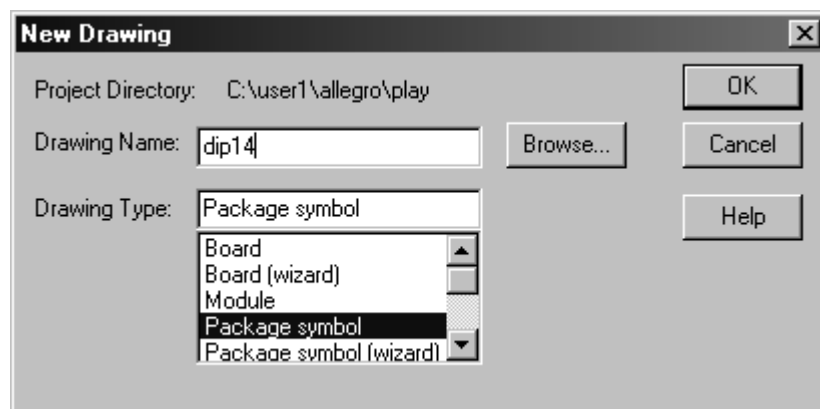 New Drawing
Project Directory: C:\user1\allegro\play OK
Drawing Name: dip14 Browse... Cancel
Drawing Type: Package symbol Help
Board
Board (wizard)
Module
Package symbol
Package symbol (wizard)